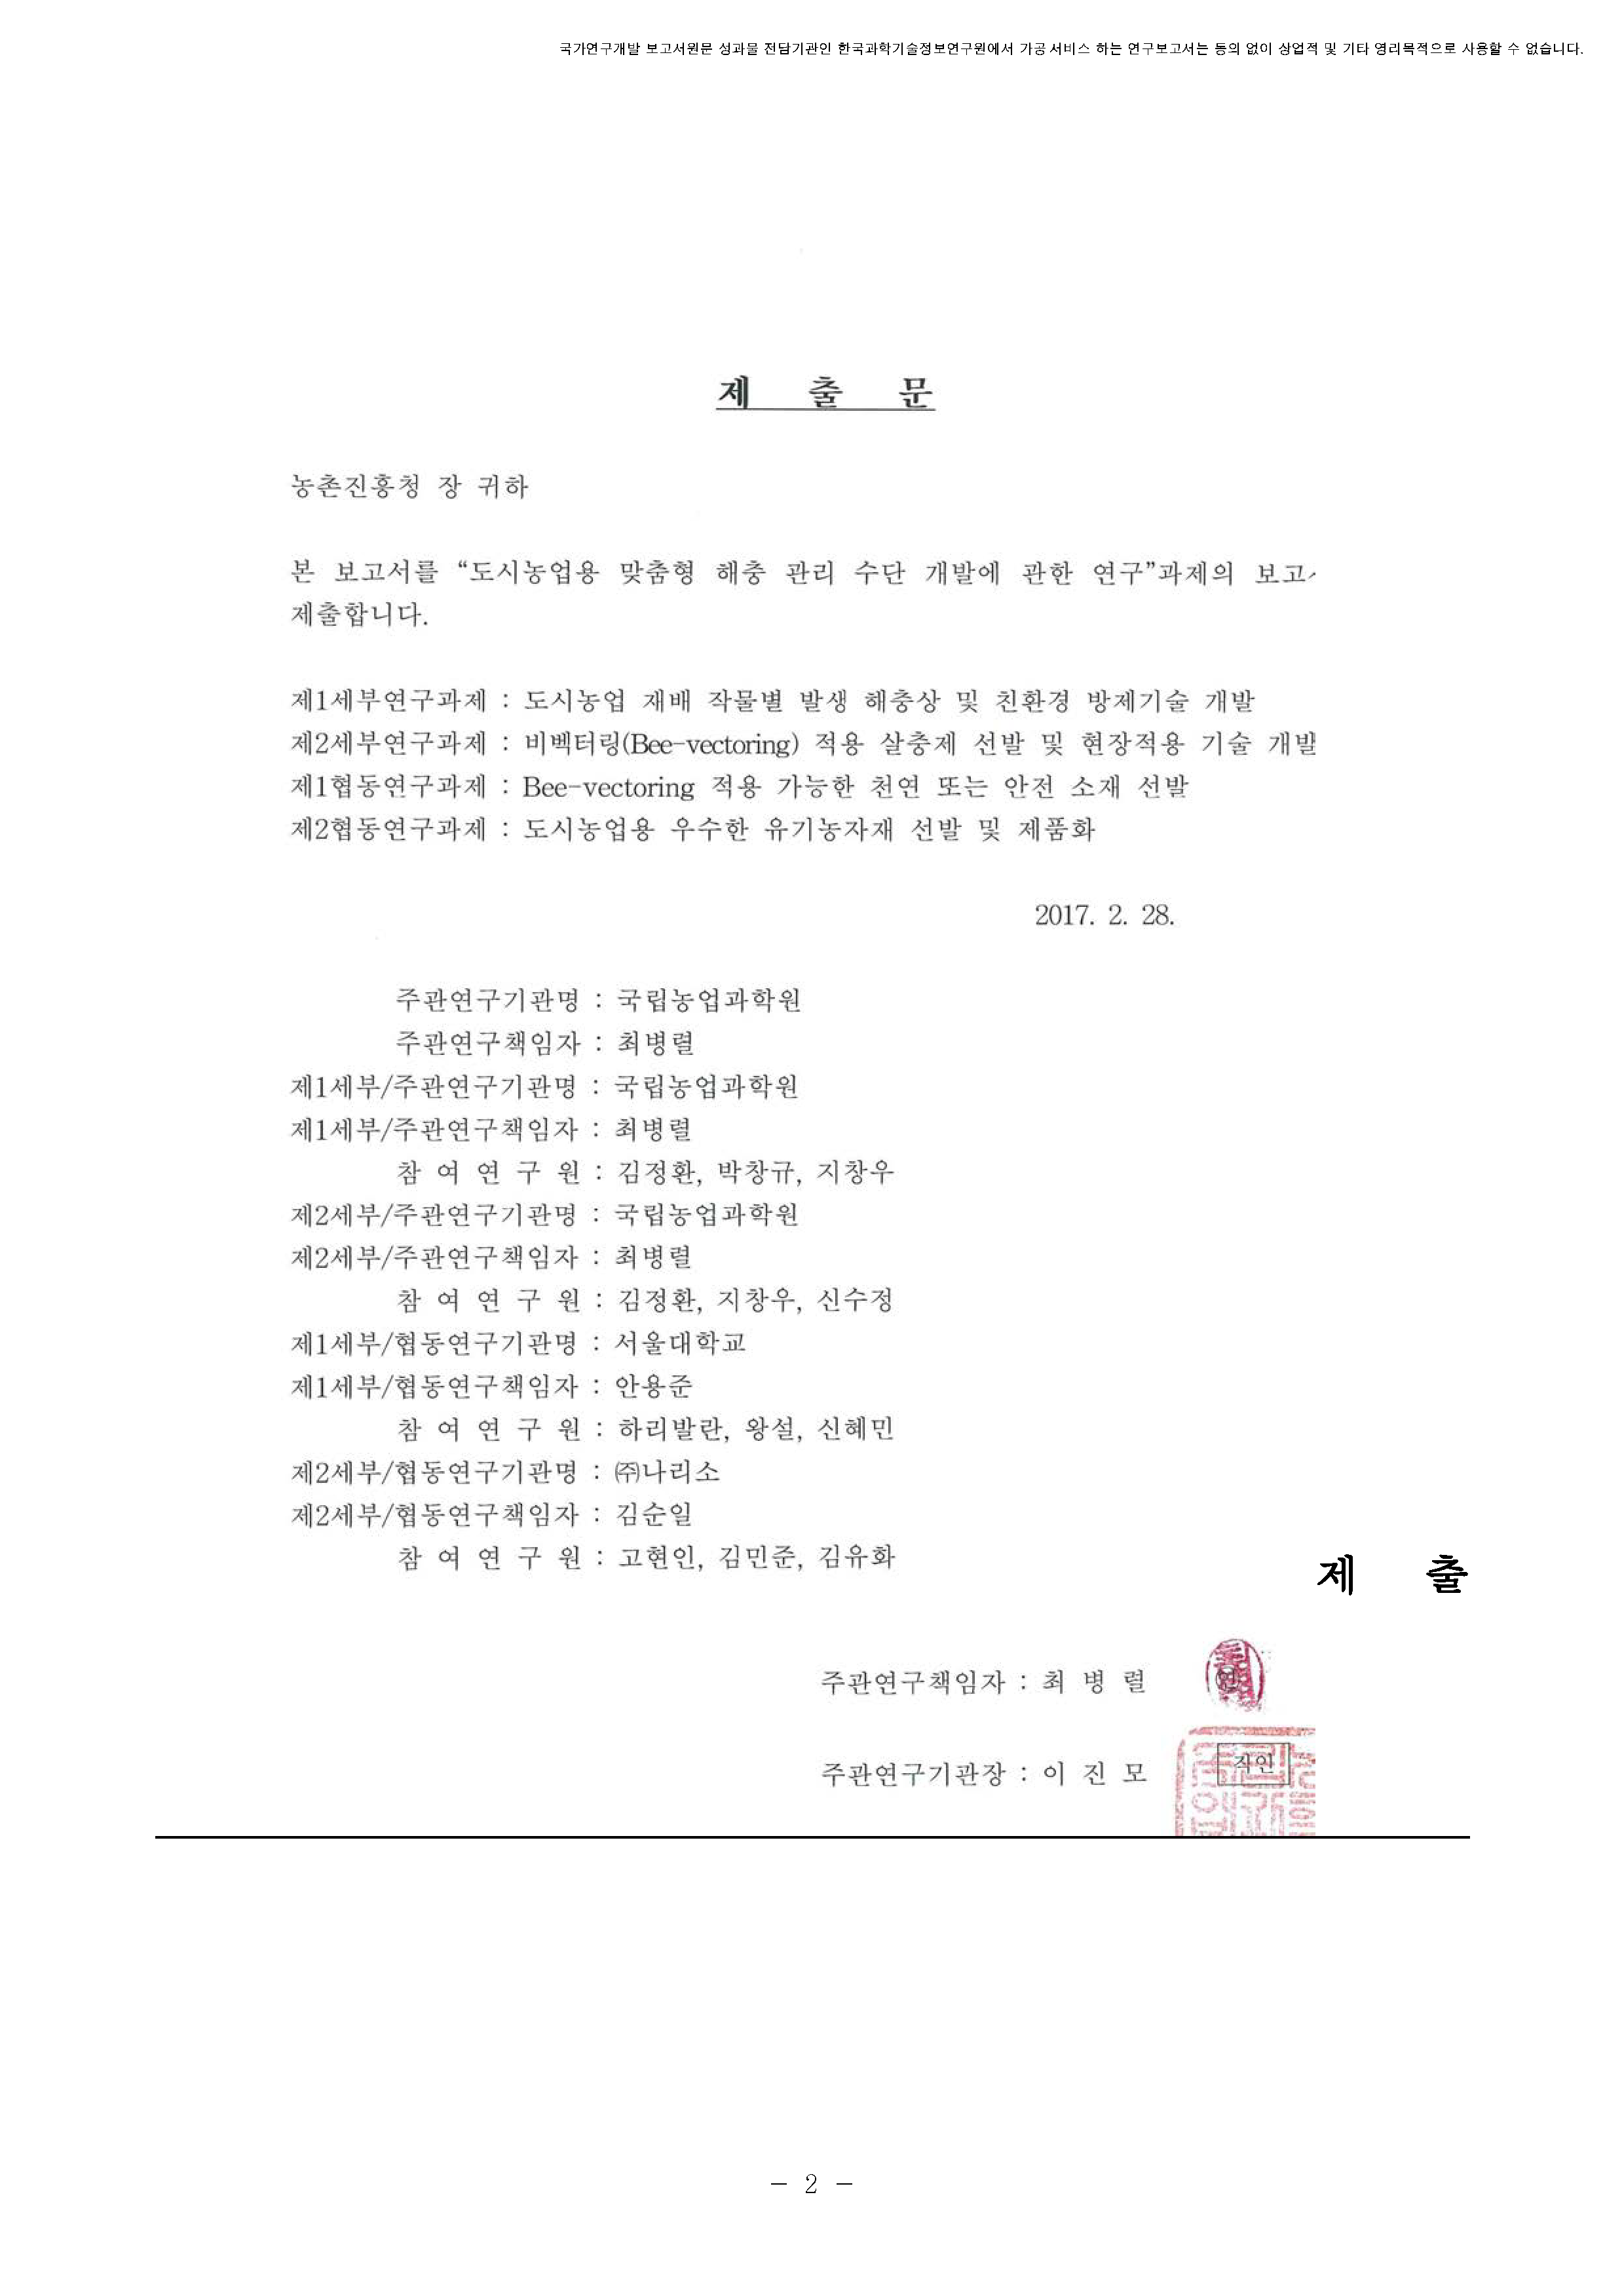 국가연구개발 보고서원문 성과물 전담기관인 한국과학기술정보연구원에서 가공·서비스 하는 연구보고서는 동의 없이 상업적 및 기타 영리목적으로 사용할 수 없습니다.
제 출 문
농촌진흥청 장 귀하
본 보고서를 “도시농업용 맞춤형 해충 관리 수단 개발에 관한 연구”과제의 보고
제출합니다.
제1세부연구과제 : 도시농업 재배 작물별 발생 해충상 및 친환경 방제기술 개발
제2세부연구과제 : 비벡터링(Bee-vectoring) 적용 살충제 선발 및 현장적용 기술 개발
제1협동연구과제 : Bee-vectoring 적용 가능한 천연 또는 안전 소재 선발
제2협동연구과제 : 도시농업용 우수한 유기농자재 선발 및 제품화
2017. 2. 28.
주관연구기관명 : 국립농업과학원
주관연구책임자 : 최병렬
제1세부/주관연구기관명 : 국립농업과학원
제1세부/주관연구책임자 : 최병렬
참 여 연 구 원 : 김정환, 박창규, 지창우
제2세부/주관연구기관명 : 국립농업과학원
제2세부/주관연구책임자 : 최병렬
참 여 연 구 원 : 김정환, 지창우, 신수정
제1세부/협동연구기관명 : 서울대학교
제1세부/협동연구책임자 : 안용준
참 여 연 구 원 : 하리발란, 왕설, 신혜민
제2세부/협동연구기관명 : ㈜나리소
제2세부/협동연구책임자 : 김순일
참 여 연 구 원 : 고현인, 김민준, 김유화
제 출
주관연구책임자 : 최 병 렬 ㊞
주관연구기관장 : 이 진 모 직인
- 2 -